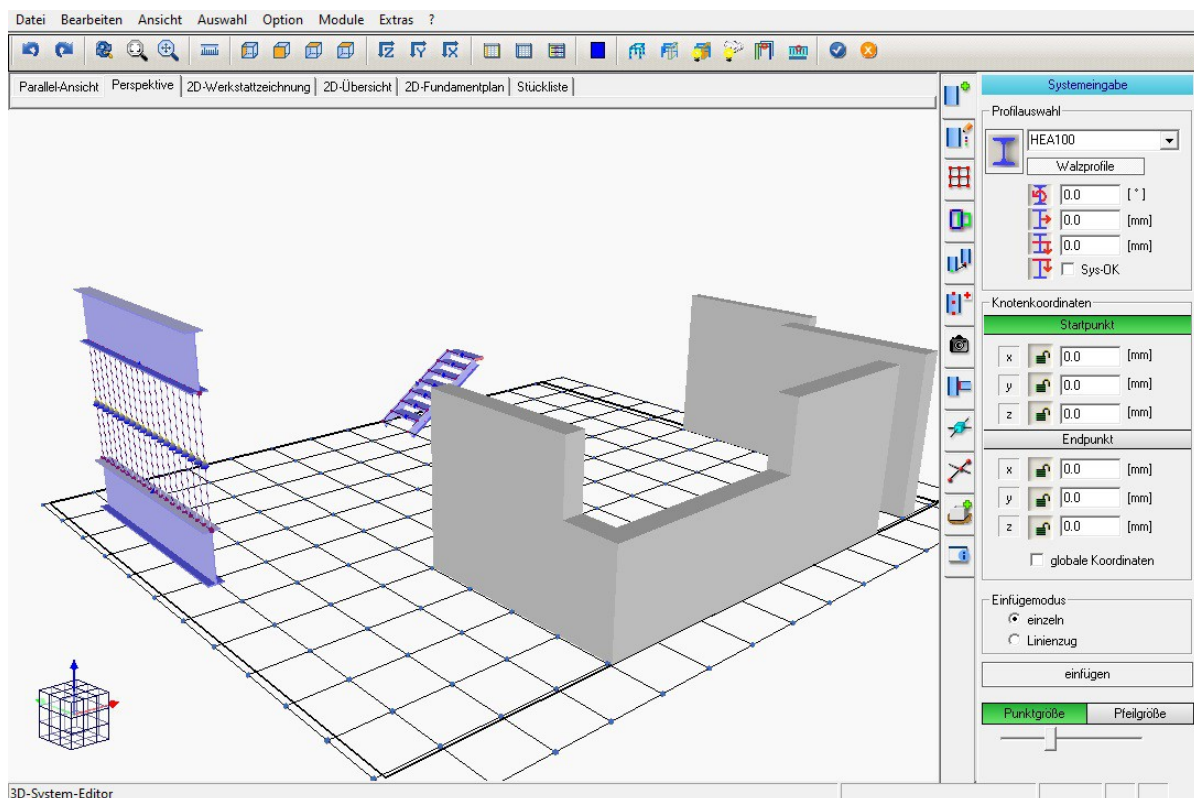 Datei Bearbeiten Ansicht Auswahl Option Module Extras ?
Parallel-Ansicht Perspektive 2D-Werkstattzeichnung 2D-Übersicht 2D-Fundamentplan Stückliste
Systemeingabe
Profilauswahl
HEA100
Walzprofile
0.0 [°]
0.0 [mm]
0.0 [mm]
Sys-OK
Knotenkoordinaten
Startpunkt
x 0.0 [mm]
y 0.0 [mm]
z 0.0 [mm]
Endpunkt
x 0.0 [mm]
y 0.0 [mm]
z 0.0 [mm]
globale Koordinaten
Einfügemodus
einzeln
Linienzug
einfügen
Punktgröße Pfeilgröße
3D-System-Editor